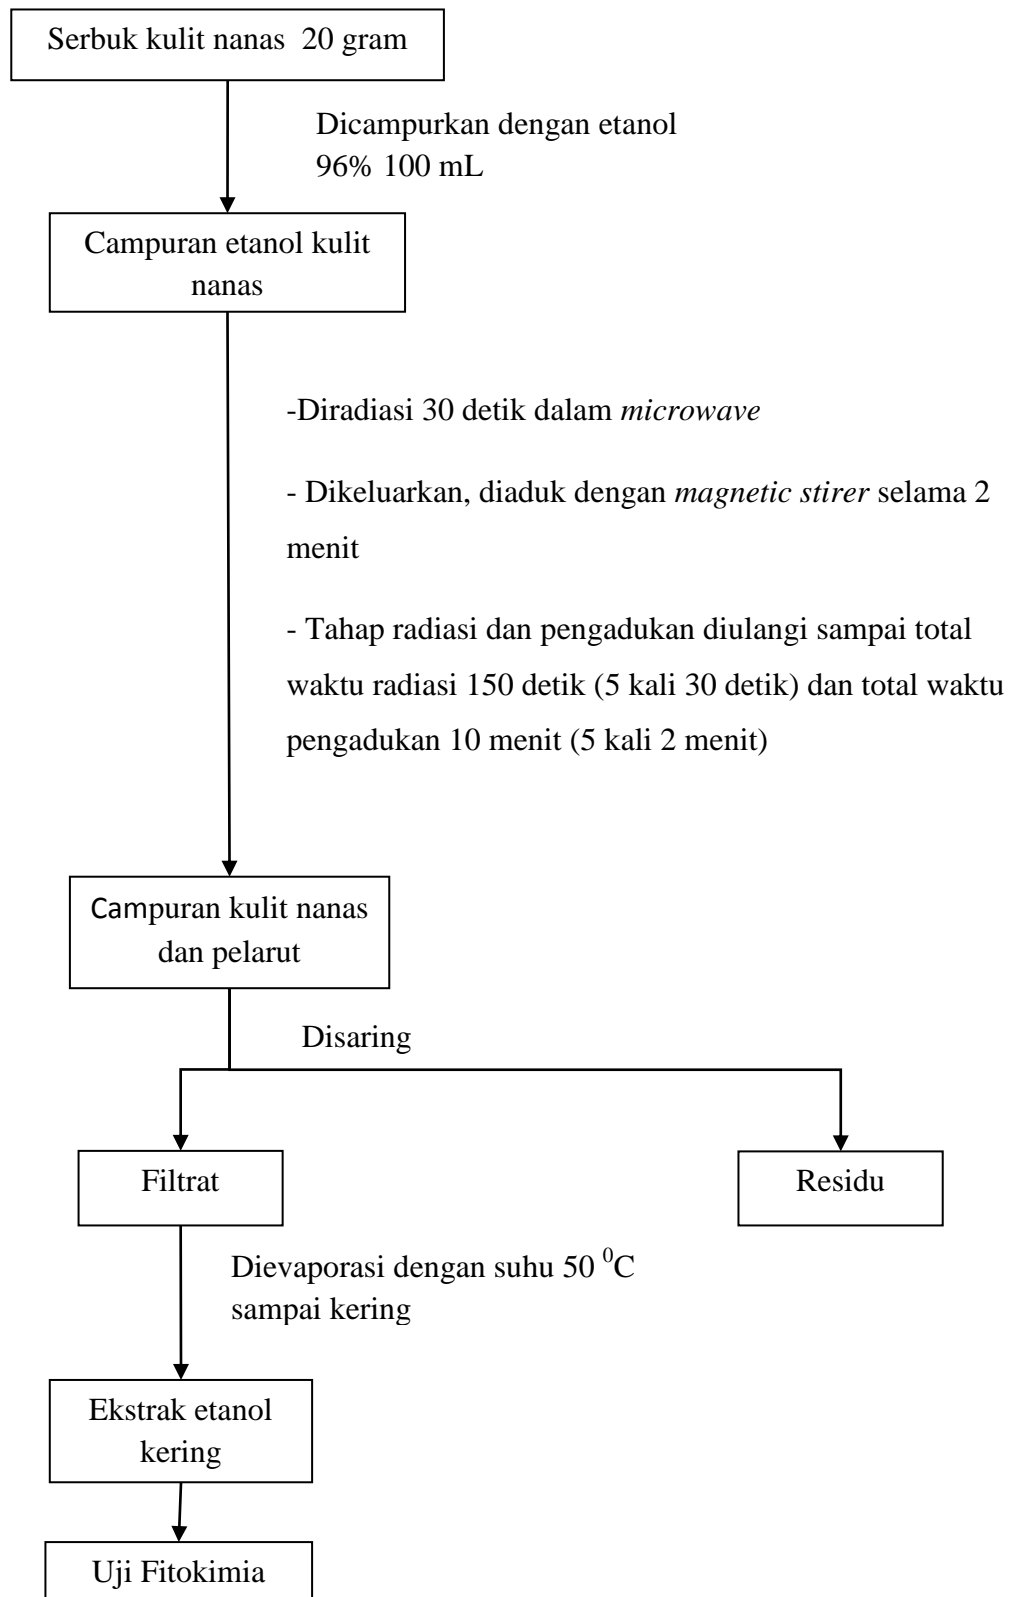 Serbuk kulit nanas  20 gram
Dicampurkan dengan etanol
96% 100 mL
Campuran etanol kulit
nanas
-Diradiasi 30 detik dalam microwave
- Dikeluarkan, diaduk dengan magnetic stirer selama 2
menit
- Tahap radiasi dan pengadukan diulangi sampai total
waktu radiasi 150 detik (5 kali 30 detik) dan total waktu
pengadukan 10 menit (5 kali 2 menit)
Campuran kulit nanas
dan pelarut
Disaring
Filtrat
Residu
Dievaporasi dengan suhu 50 ⁰C
sampai kering
Ekstrak etanol
kering
Uji Fitokimia